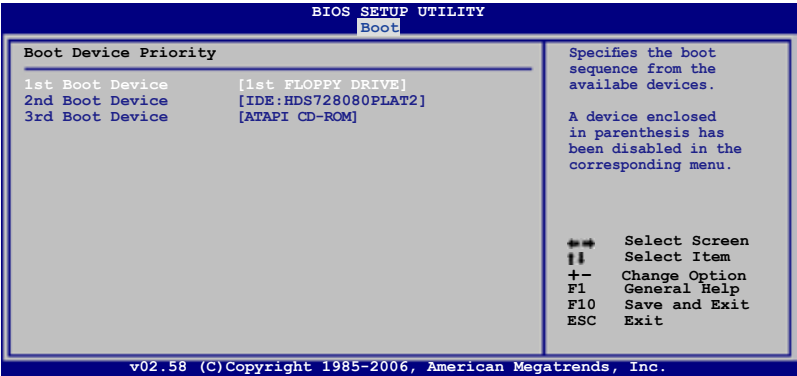 BIOS SETUP UTILITY
Boot
Boot Device Priority
1st Boot Device [1st FLOPPY DRIVE]
2nd Boot Device [IDE:HDS728080PLAT2]
3rd Boot Device [ATAPI CD-ROM]
Specifies the boot
sequence from the
availabe devices.
A device enclosed
in parenthesis has
been disabled in the
corresponding menu.
←→ Select Screen
↑↓ Select Item
+- Change Option
F1 General Help
F10 Save and Exit
ESC Exit
v02.58 (C)Copyright 1985-2006, American Megatrends, Inc.